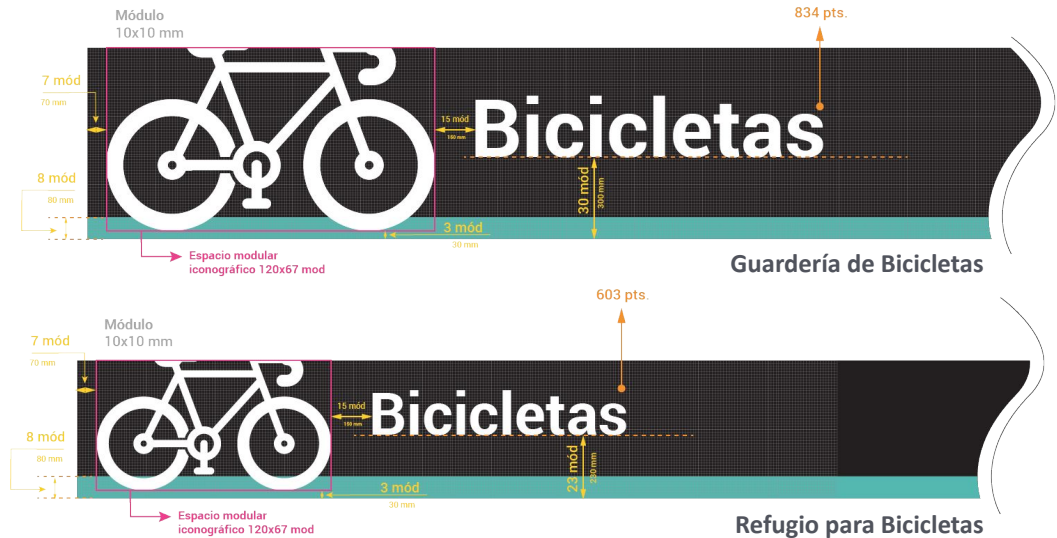 Módulo
10x10 mm
834 pts.
7 mód
70 mm
15 mód
150 mm
Bicicletas
8 mód
80 mm
30 mód
300 mm
3 mód
30 mm
Espacio modular
iconográfico 120x67 mod
Guardería de Bicicletas
603 pts.
Módulo
10x10 mm
7 mód
70 mm
15 mód
150 mm
Bicicletas
8 mód
80 mm
23 mód
230 mm
3 mód
30 mm
Espacio modular
iconográfico 120x67 mod
Refugio para Bicicletas